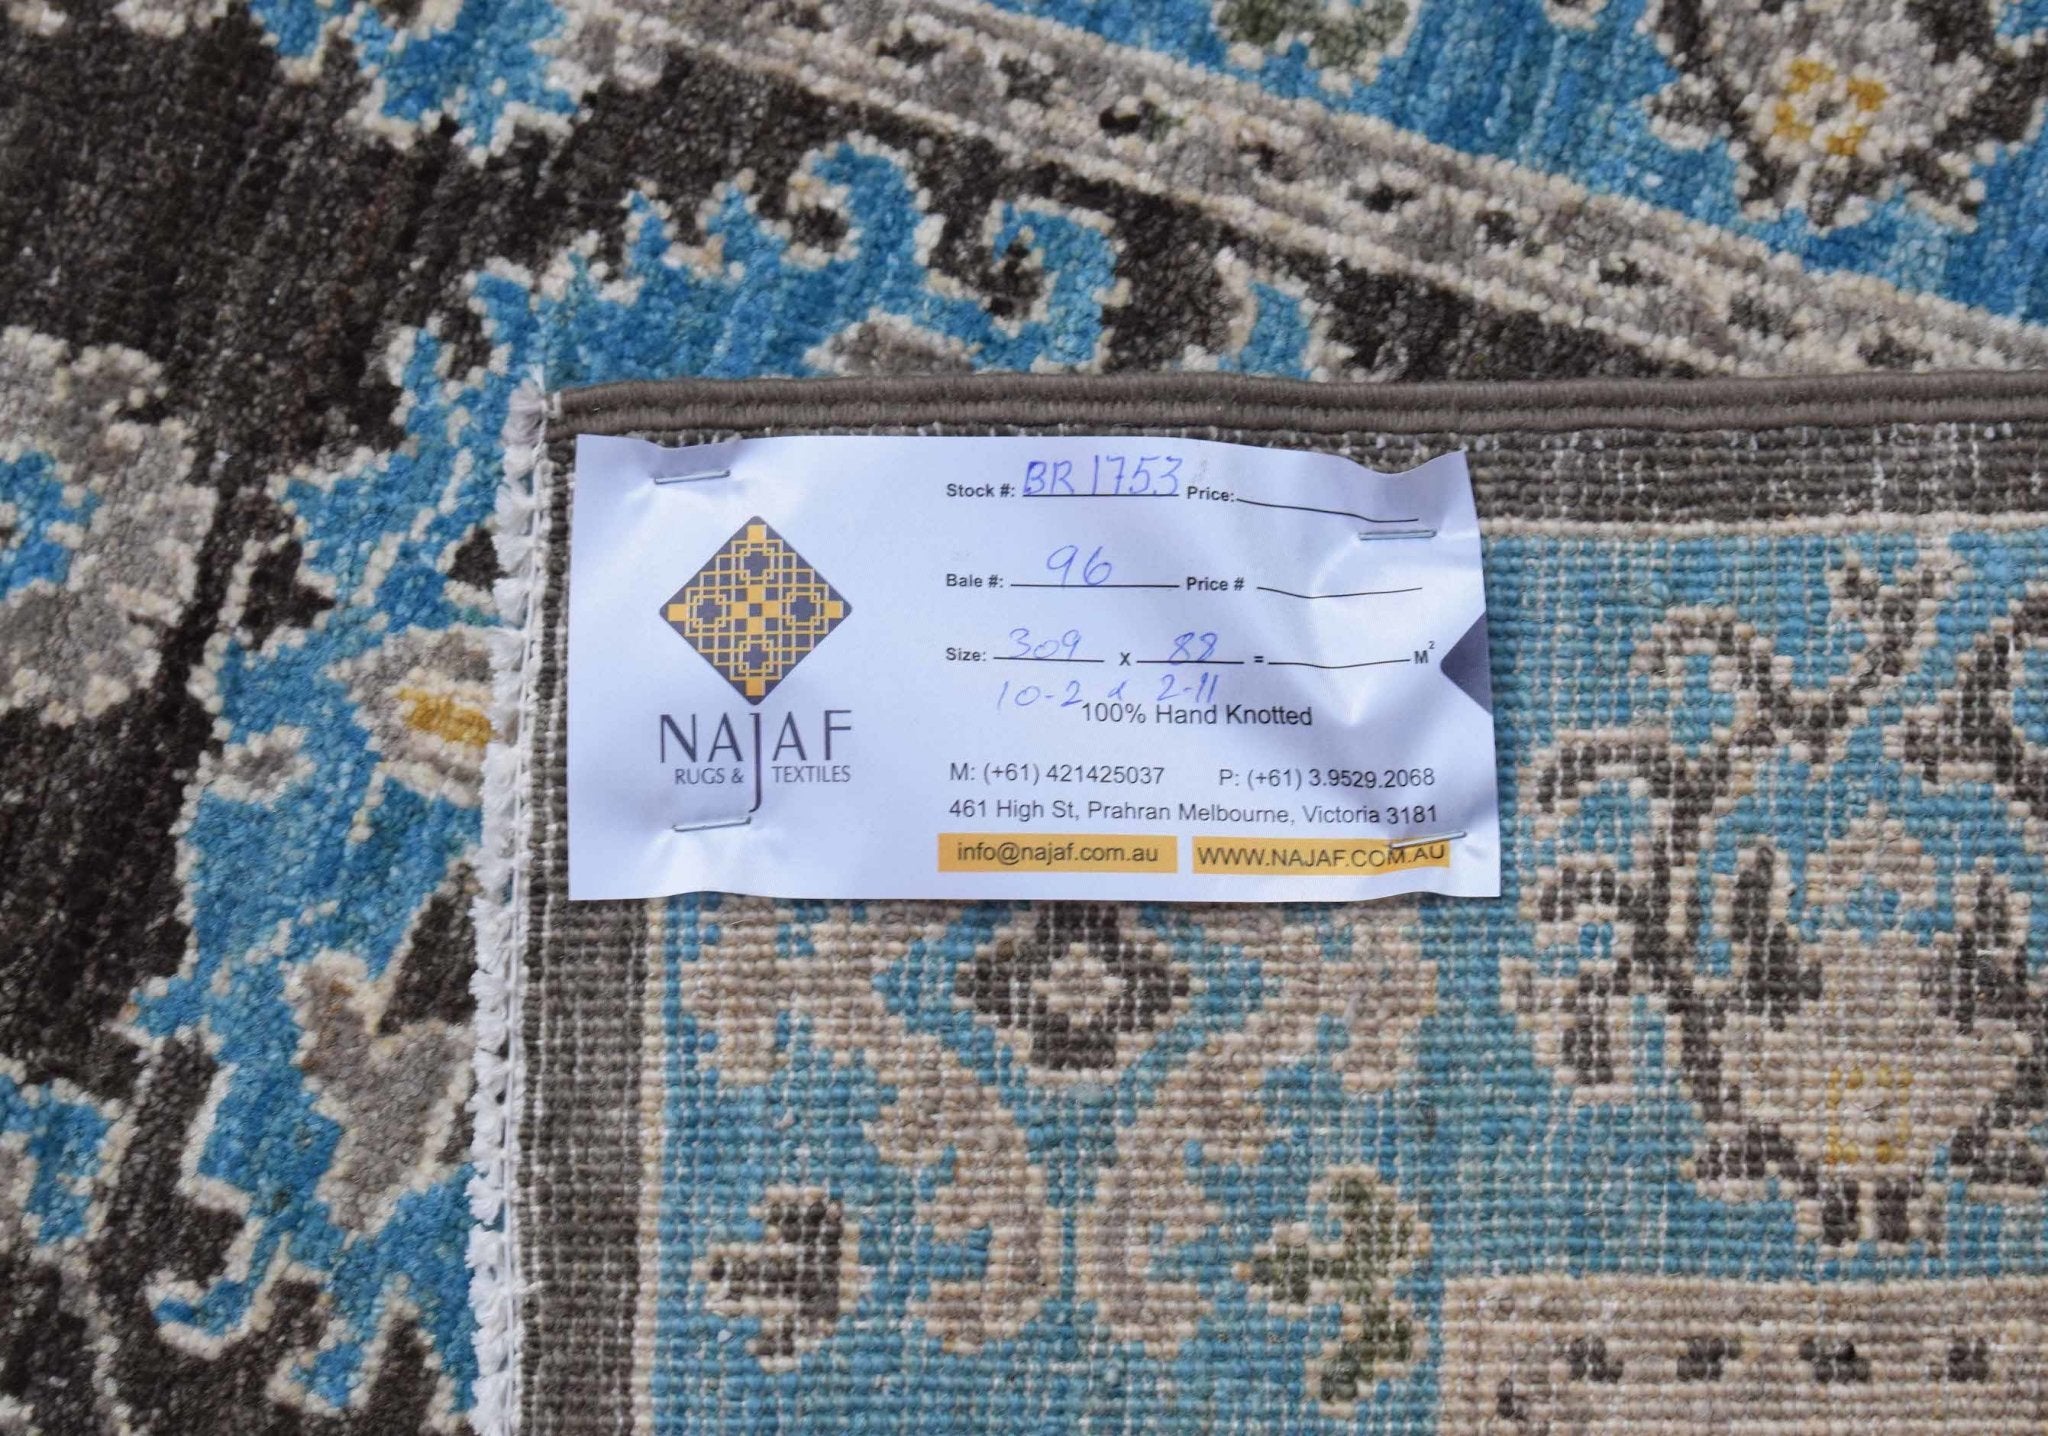 Stock #: BR1753 Price:
Bale #: 96 Price #
Size: 309 x 88 = M²
10-2 x 2-11
100% Hand Knotted
NAJAF
RUGS & TEXTILES
M: (+61) 421425037 P: (+61) 3.9529.2068
461 High St, Prahran Melbourne, Victoria 3181
info@najaf.com.au WWW.NAJAF.COM.AU